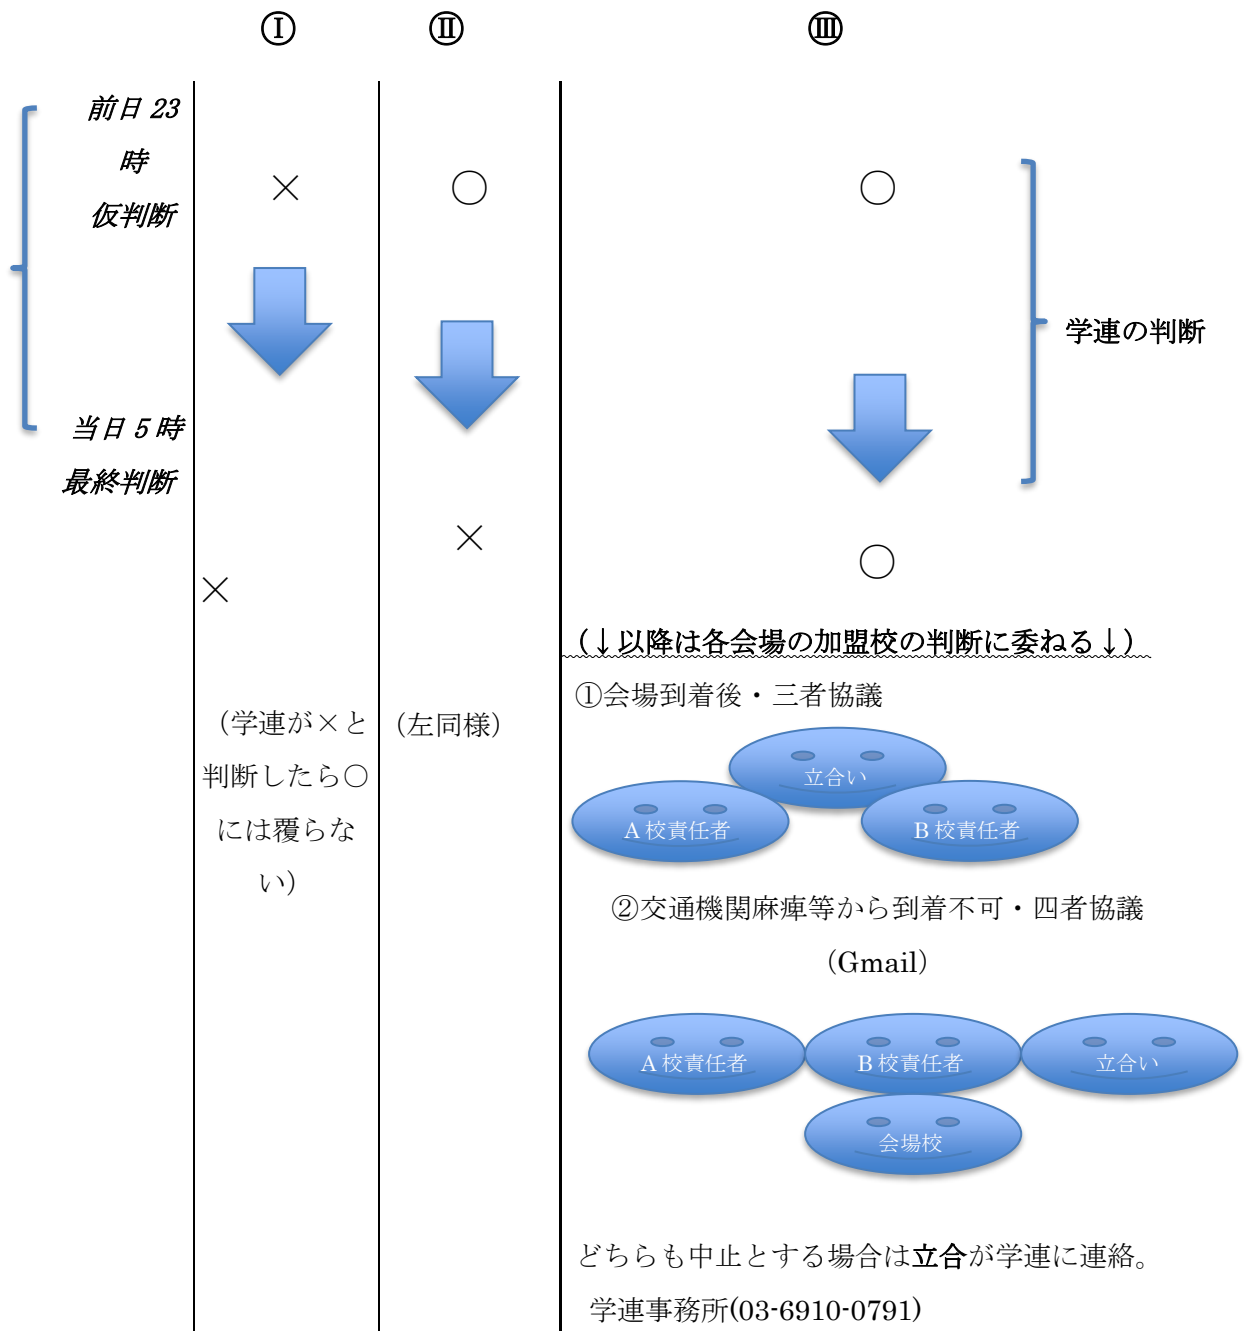 Ⅰ
Ⅱ
Ⅲ
前日 23
時
仮判断
×
○
○
学連の判断
当日 5 時
最終判断
×
○
×
(↓以降は各会場の加盟校の判断に委ねる↓)
①会場到着後・三者協議
(学連が×と
判断したら○
には覆らな
い)
(左同様)
立合い
A 校責任者
B 校責任者
②交通機関麻痺等から到着不可・四者協議
(Gmail)
A 校責任者
B 校責任者
立合い
会場校
どちらも中止とする場合は立合が学連に連絡。
学連事務所(03-6910-0791)